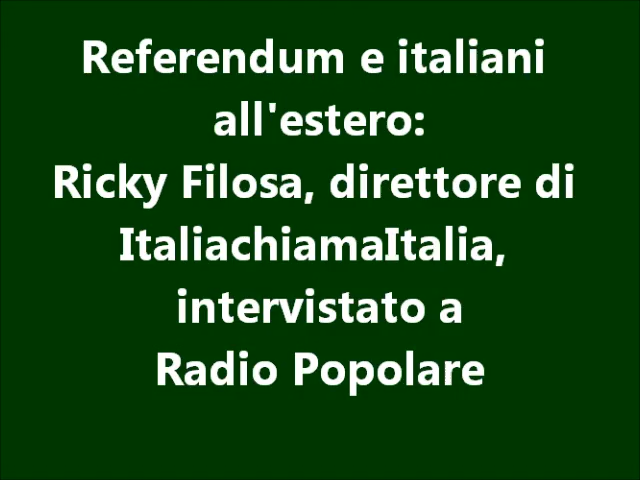 Referendum e italiani
all'estero:
Ricky Filosa, direttore di
ItaliachiamaItalia,
intervistato a
Radio Popolare